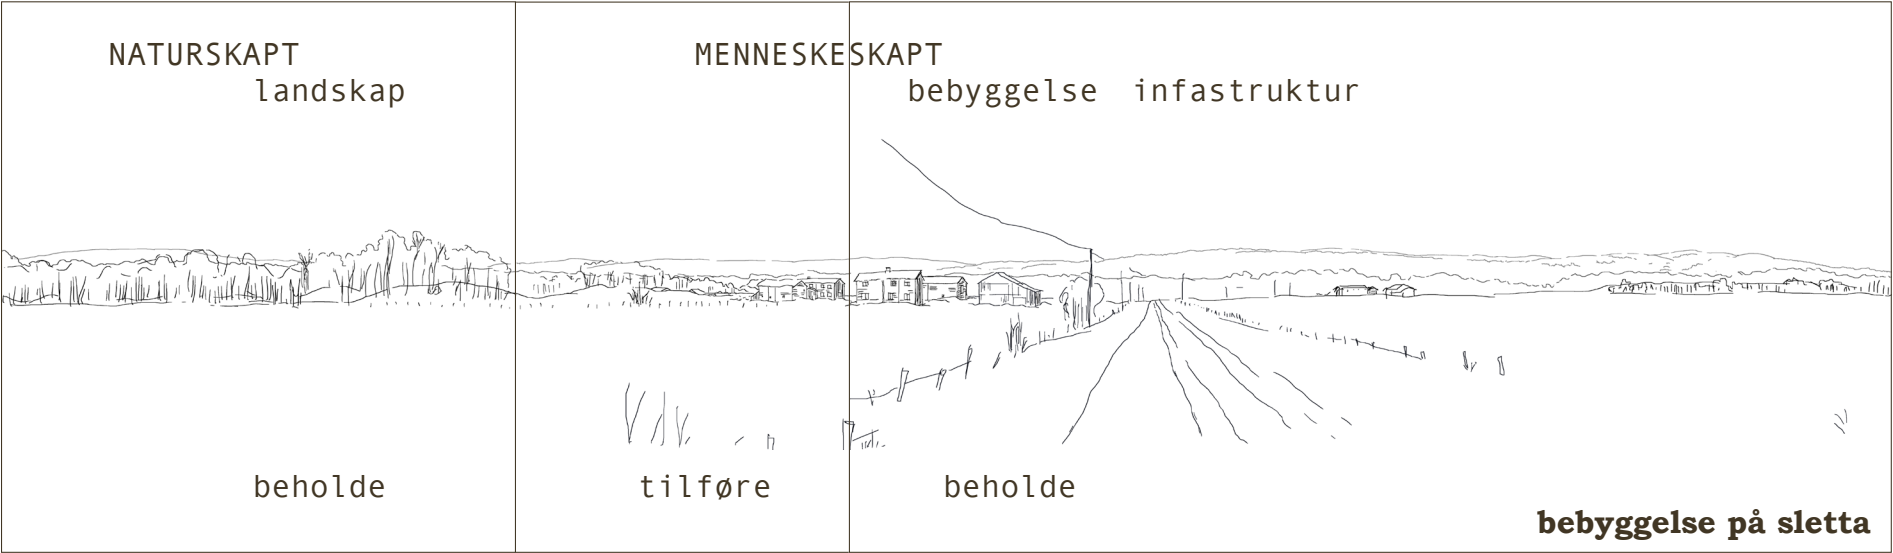 NATURSKAPT
landskap
MENNESKESKAPT
bebyggelse infastruktur
beholde
tilføre
beholde
bebyggelse på sletta